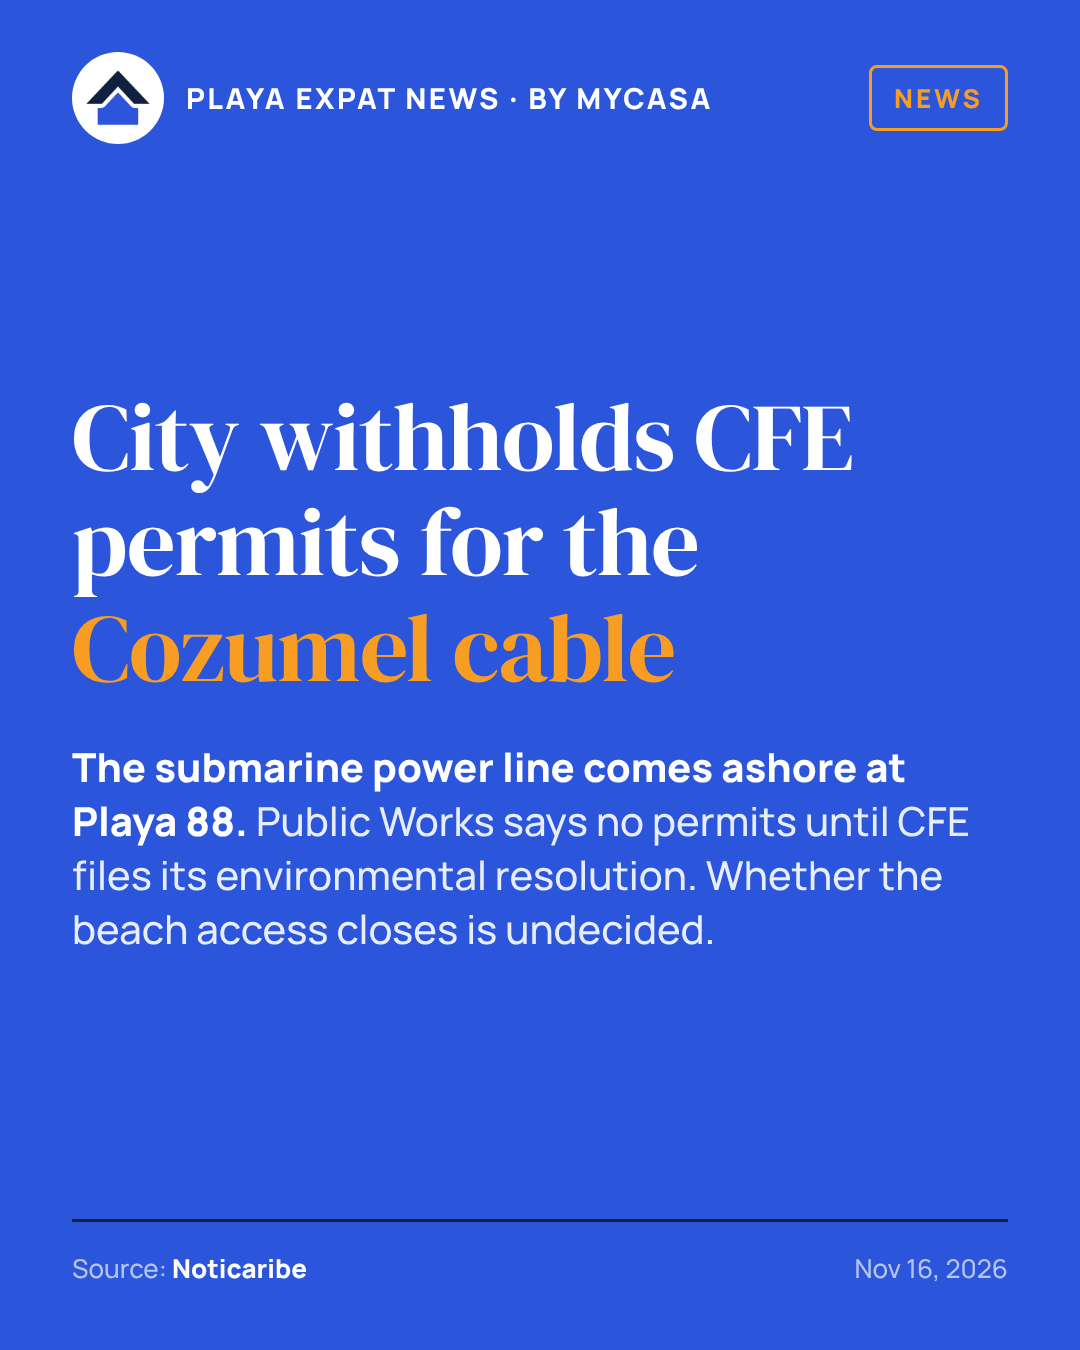 PLAYA EXPAT NEWS · BY MYCASA
NEWS
City withholds CFE
permits for the
Cozumel cable
The submarine power line comes ashore at
Playa 88. Public Works says no permits until CFE
files its environmental resolution. Whether the
beach access closes is undecided.
Source: Noticaribe
Nov 16, 2026